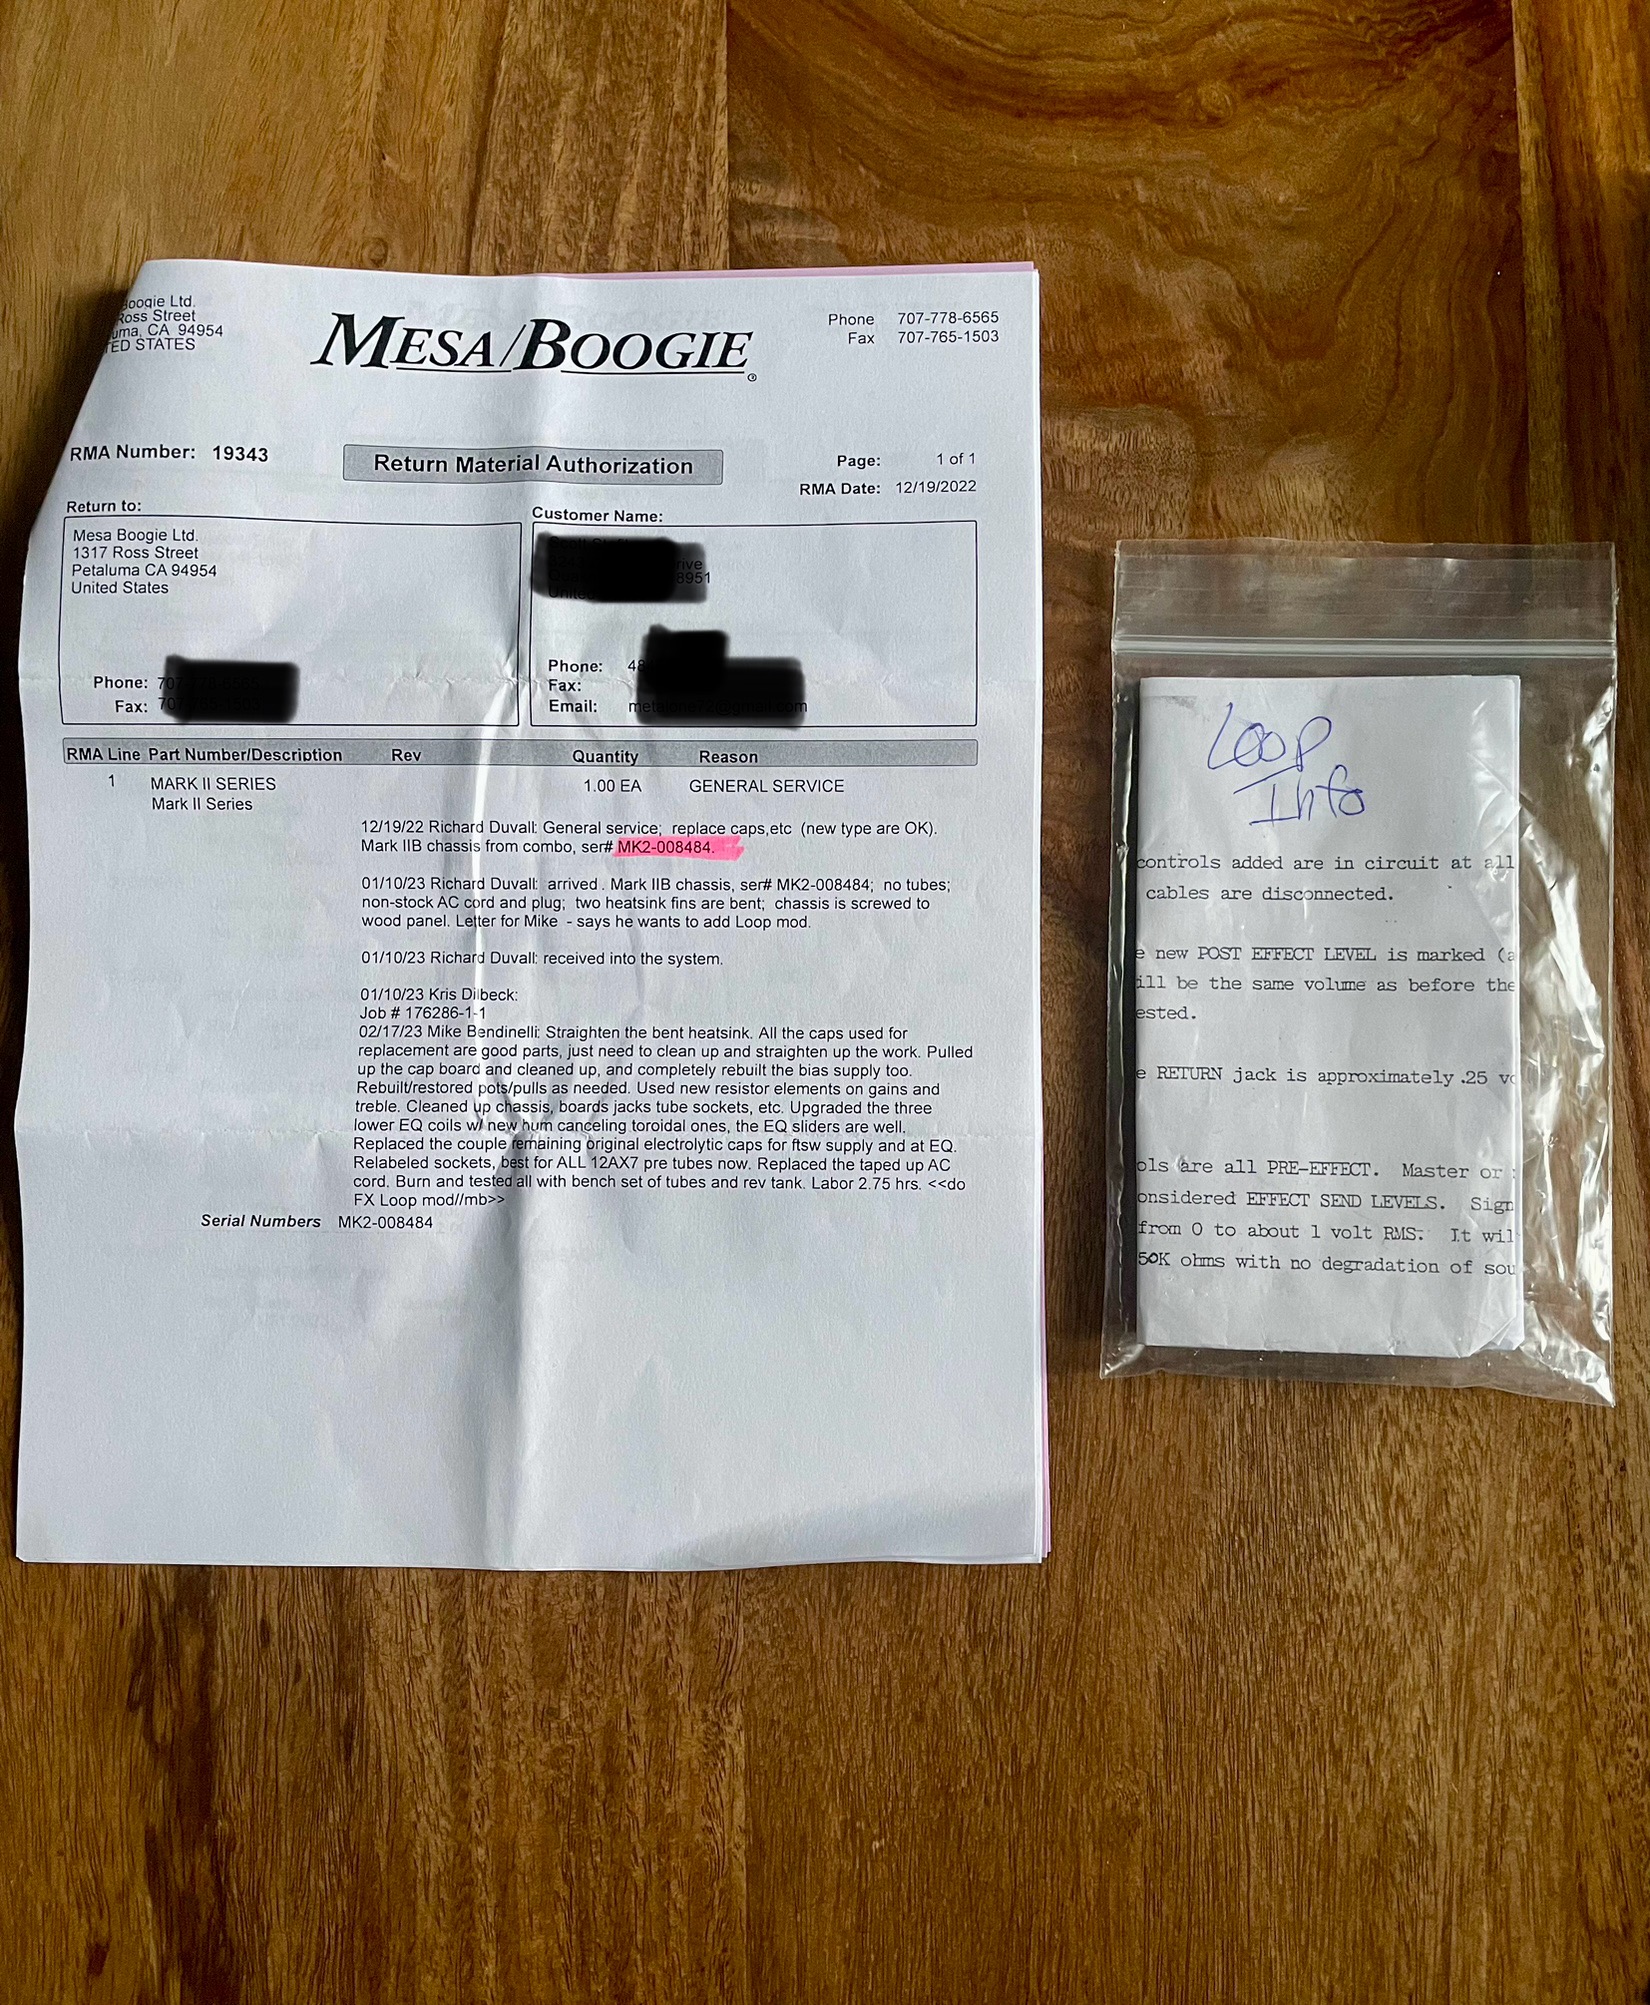 oogie Ltd.
Ross Street
uma, CA 94954
ED STATES
MESA/BOOGIE®
Phone 707-778-6565
Fax 707-765-1503
RMA Number: 19343
Return Material Authorization
Page: 1 of 1
RMA Date: 12/19/2022
Return to:
Mesa Boogie Ltd.
1317 Ross Street
Petaluma CA 94954
United States
Phone:
Fax:
Customer Name:
rive
8951
Phone: 48
Fax:
Email:
RMA Line Part Number/Description Rev Quantity Reason
1 MARK II SERIES 1.00 EA GENERAL SERVICE
Mark II Series
12/19/22 Richard Duvall: General service; replace caps,etc (new type are OK).
Mark IIB chassis from combo, ser# MK2-008484.
01/10/23 Richard Duvall: arrived . Mark IIB chassis, ser# MK2-008484; no tubes;
non-stock AC cord and plug; two heatsink fins are bent; chassis is screwed to
wood panel. Letter for Mike - says he wants to add Loop mod.
01/10/23 Richard Duvall: received into the system.
01/10/23 Kris Dilbeck:
Job # 176286-1-1
02/17/23 Mike Bendinelli: Straighten the bent heatsink. All the caps used for
replacement are good parts, just need to clean up and straighten up the work. Pulled
up the cap board and cleaned up, and completely rebuilt the bias supply too.
Rebuilt/restored pots/pulls as needed. Used new resistor elements on gains and
treble. Cleaned up chassis, boards jacks tube sockets, etc. Upgraded the three
lower EQ coils w/ new hum canceling toroidal ones, the EQ sliders are well.
Replaced the couple remaining original electrolytic caps for ftsw supply and at EQ.
Relabeled sockets, best for ALL 12AX7 pre tubes now. Replaced the taped up AC
cord. Burn and tested all with bench set of tubes and rev tank. Labor 2.75 hrs. <<do
FX Loop mod//mb>>
Serial Numbers MK2-008484
Loop
Info
controls added are in circuit at all
cables are disconnected.
e new POST EFFECT LEVEL is marked (a
ill be the same volume as before the
ested.
e RETURN jack is approximately .25 vo
ols are all PRE-EFFECT. Master or
onsidered EFFECT SEND LEVELS. Sign
from 0 to about 1 volt RMS. It wil
50K ohms with no degradation of sou